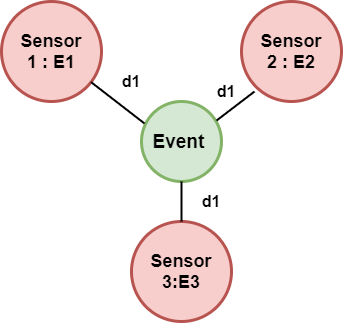 Sensor
1 : E1
Sensor
2 : E2
d1
d1
Event
d1
Sensor
3:E3